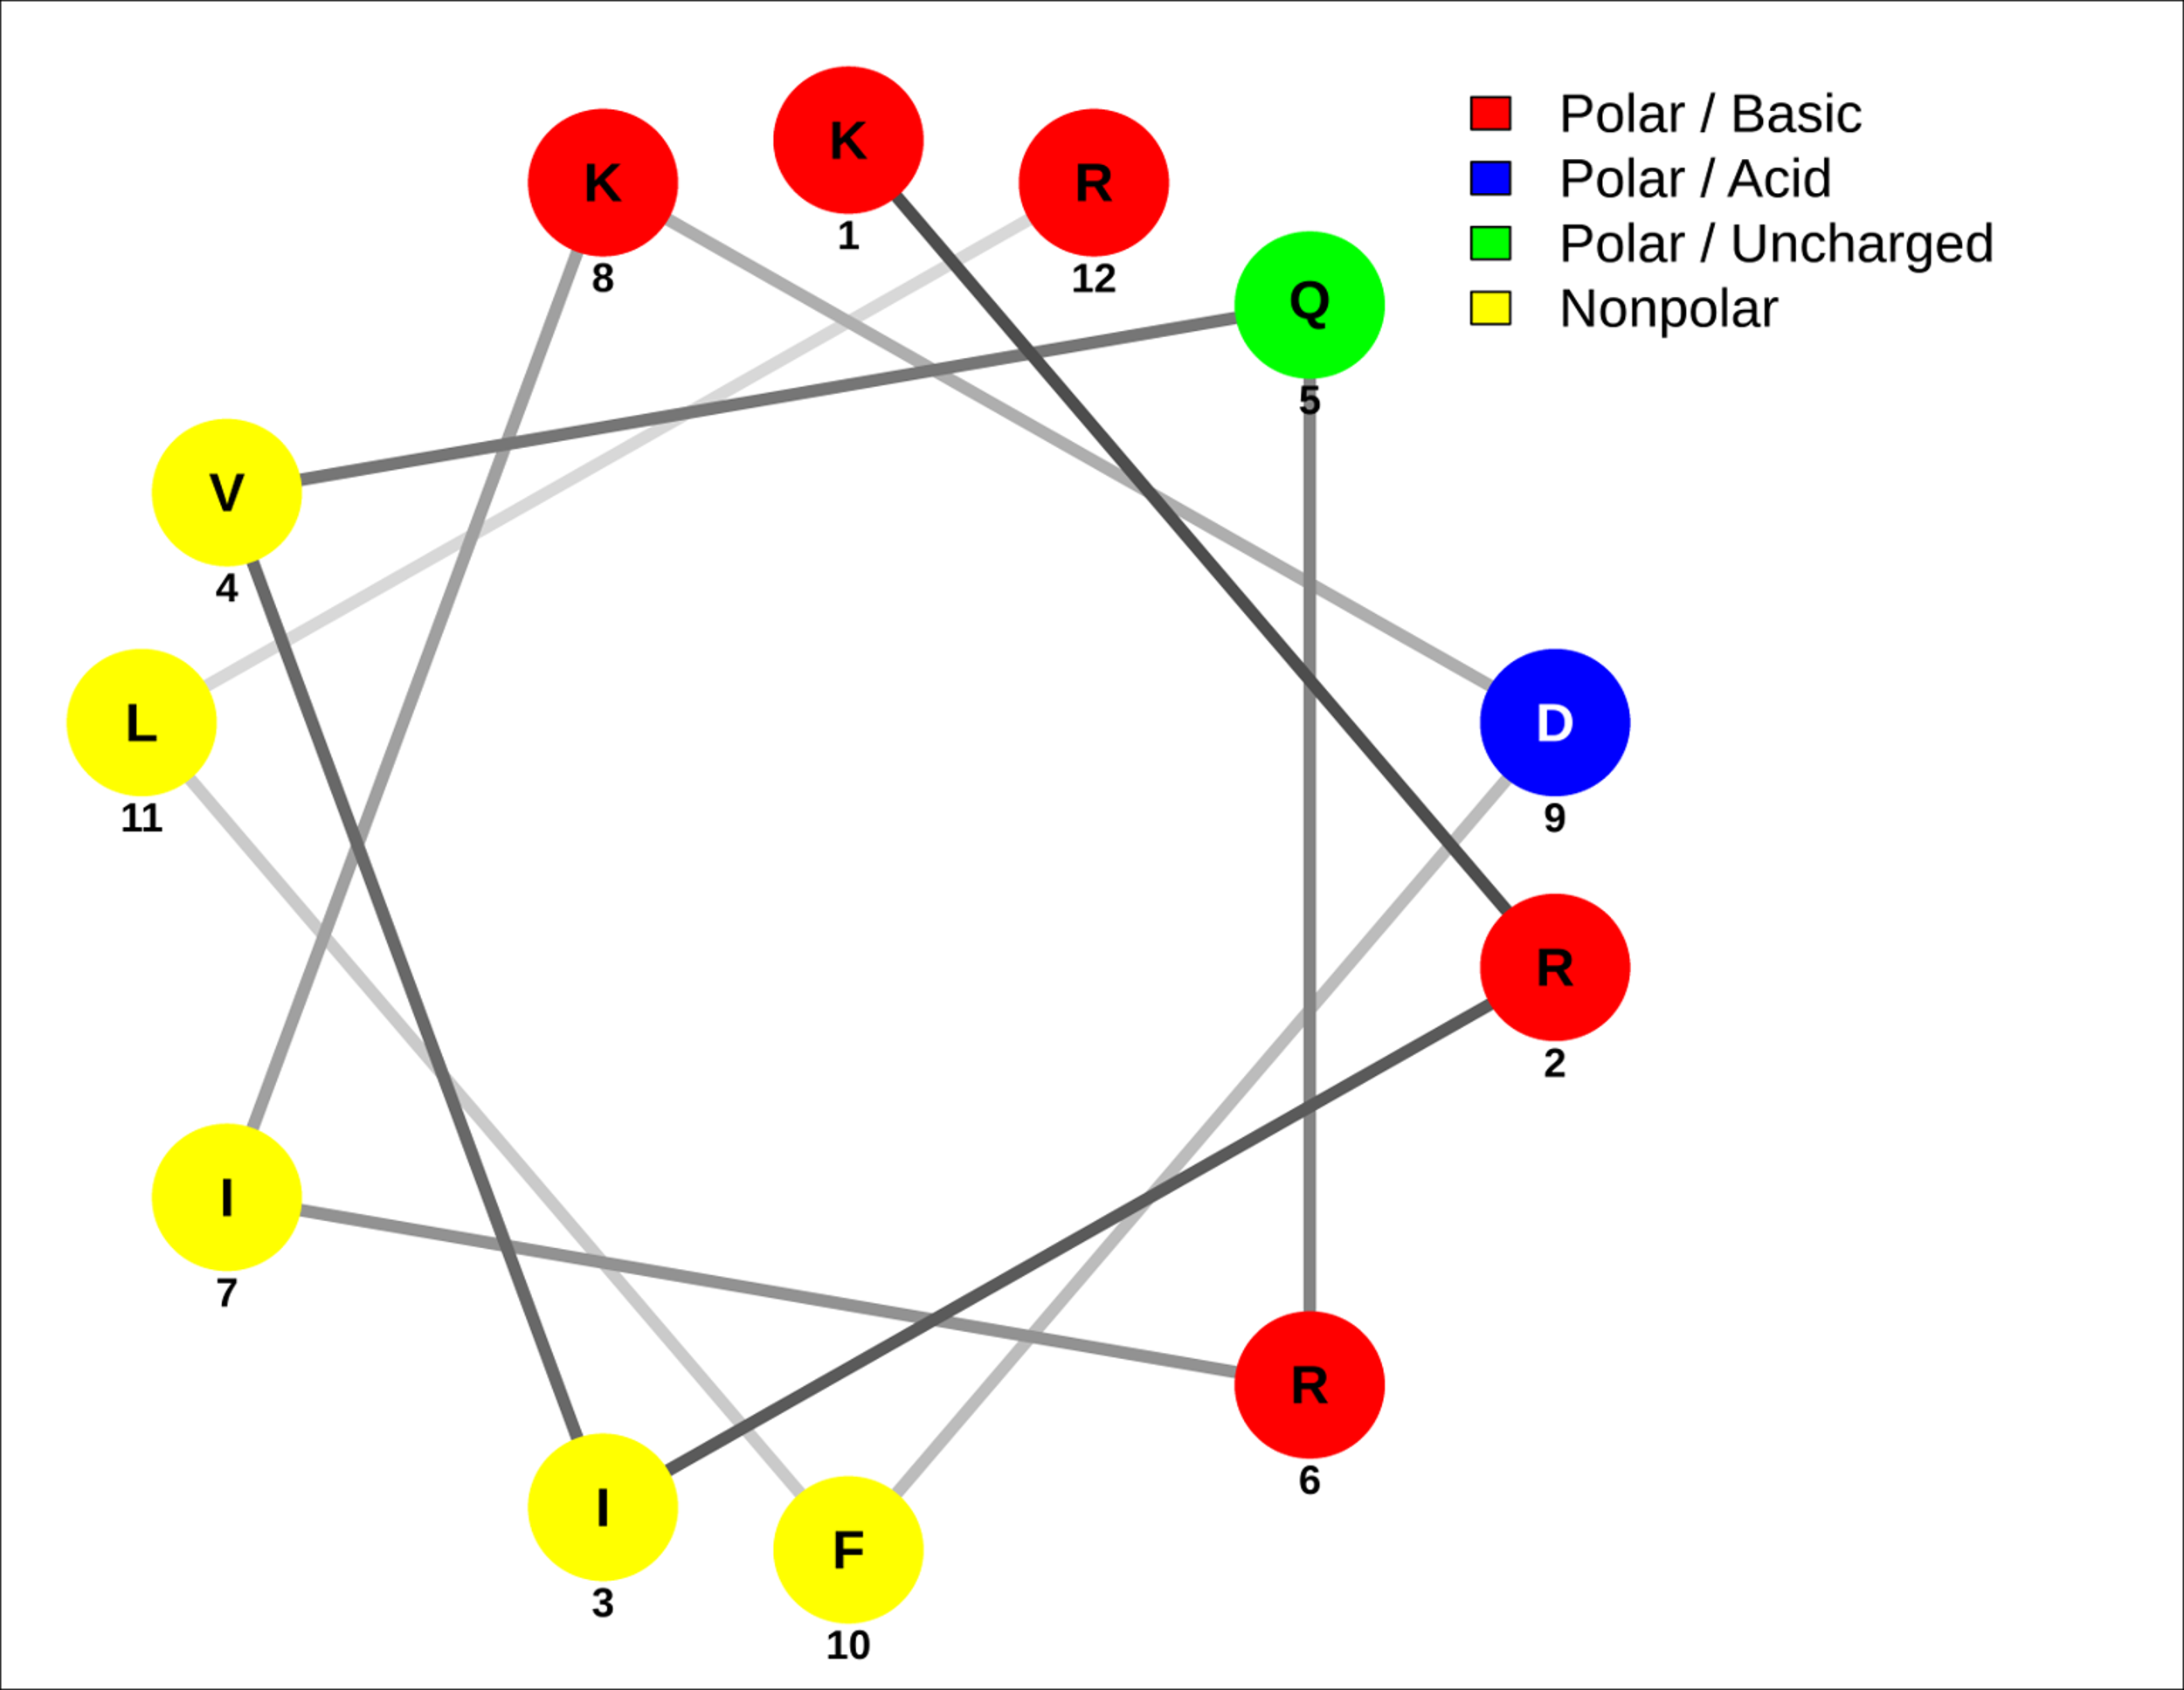 K
1
K
8
R
12
Q
5
Polar / Basic
Polar / Acid
Polar / Uncharged
Nonpolar
V
4
L
11
D
9
R
2
I
7
R
6
I
3
F
10